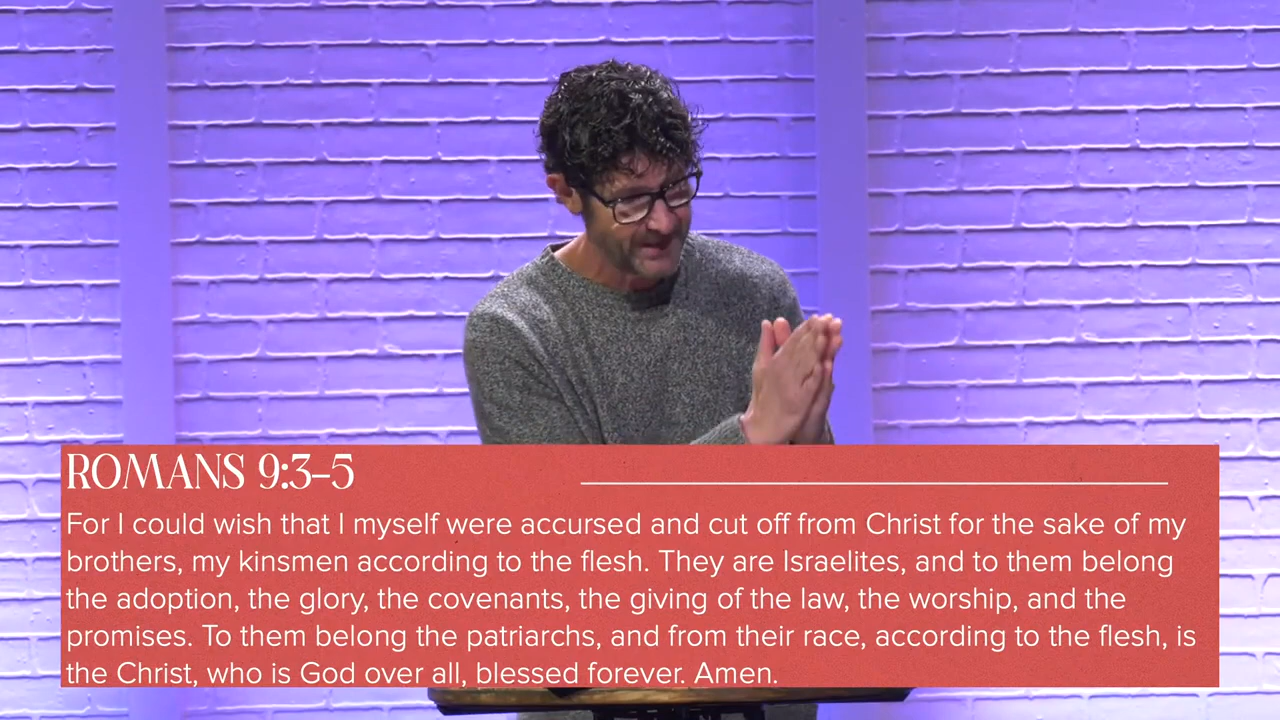 ROMANS 9:3–5
For I could wish that I myself were accursed and cut off from Christ for the sake of my
brothers, my kinsmen according to the flesh. They are Israelites, and to them belong
the adoption, the glory, the covenants, the giving of the law, the worship, and the
promises. To them belong the patriarchs, and from their race, according to the flesh, is
the Christ, who is God over all, blessed forever. Amen.